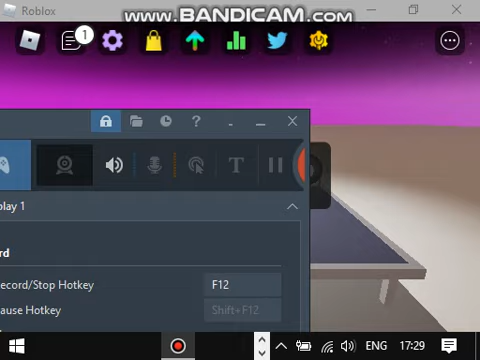 Roblox
www.BANDICAM.com
1
?
T
play 1
rd
ecord/Stop Hotkey F12
ause Hotkey Shift+F12
ENG 17:29